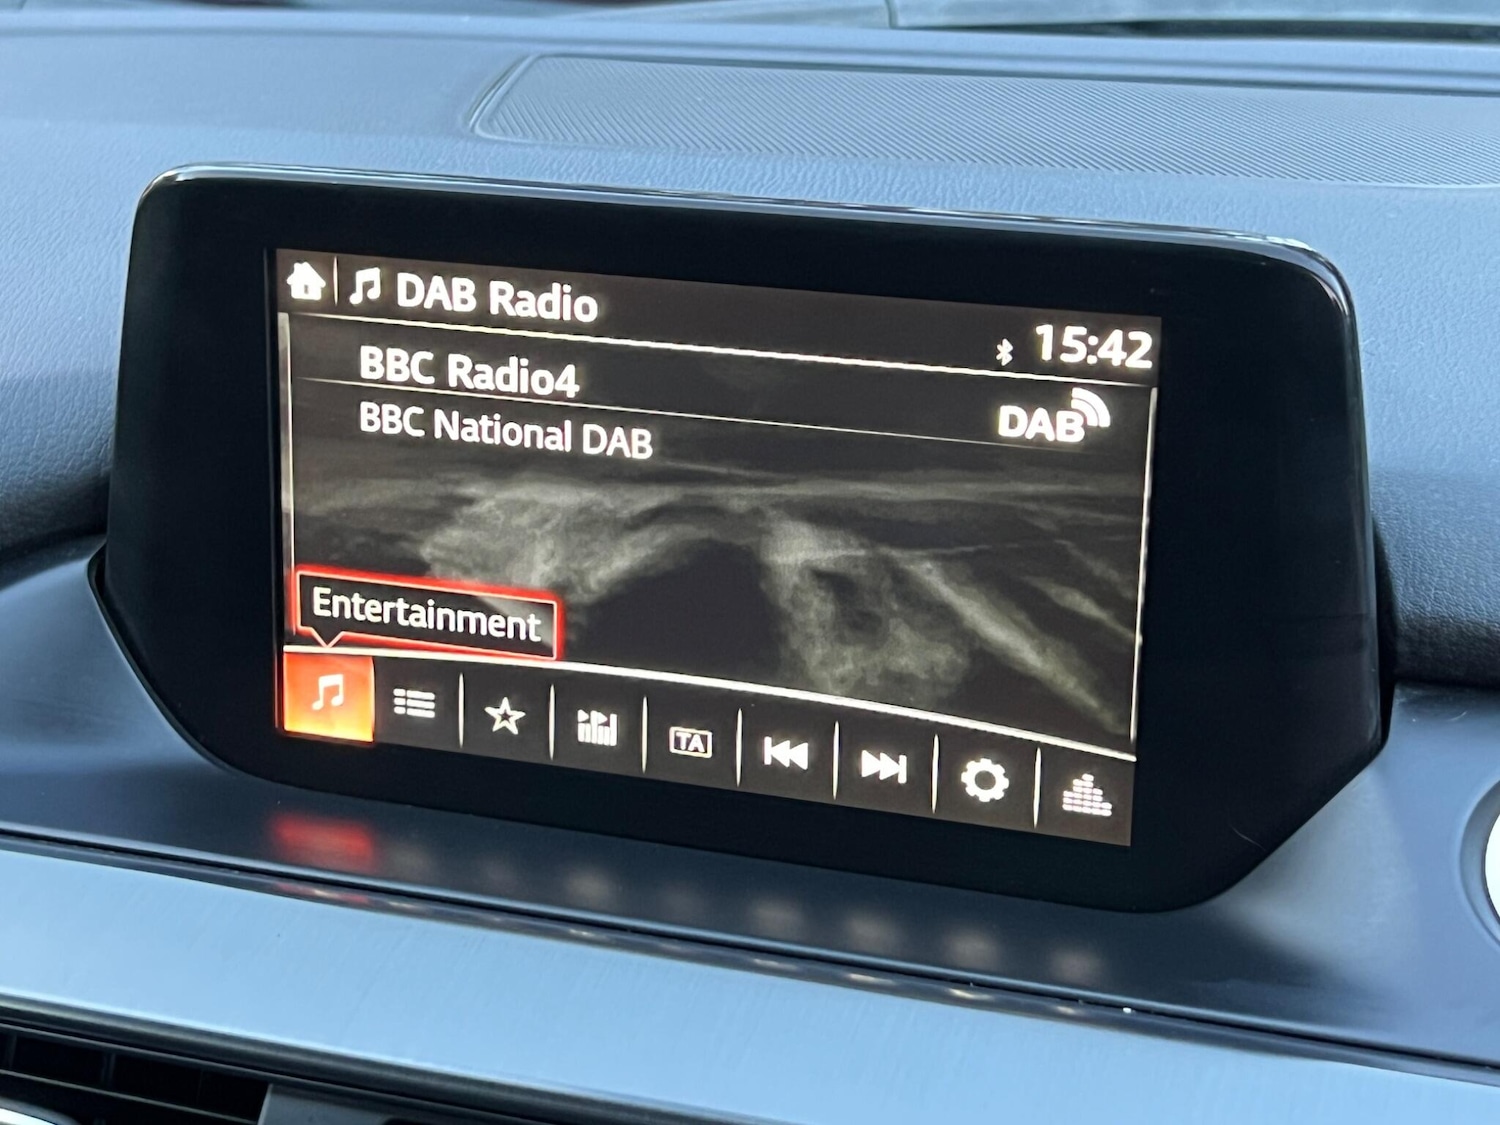 DAB Radio
15:42
BBC Radio4
DAB
BBC National DAB
Entertainment
TA